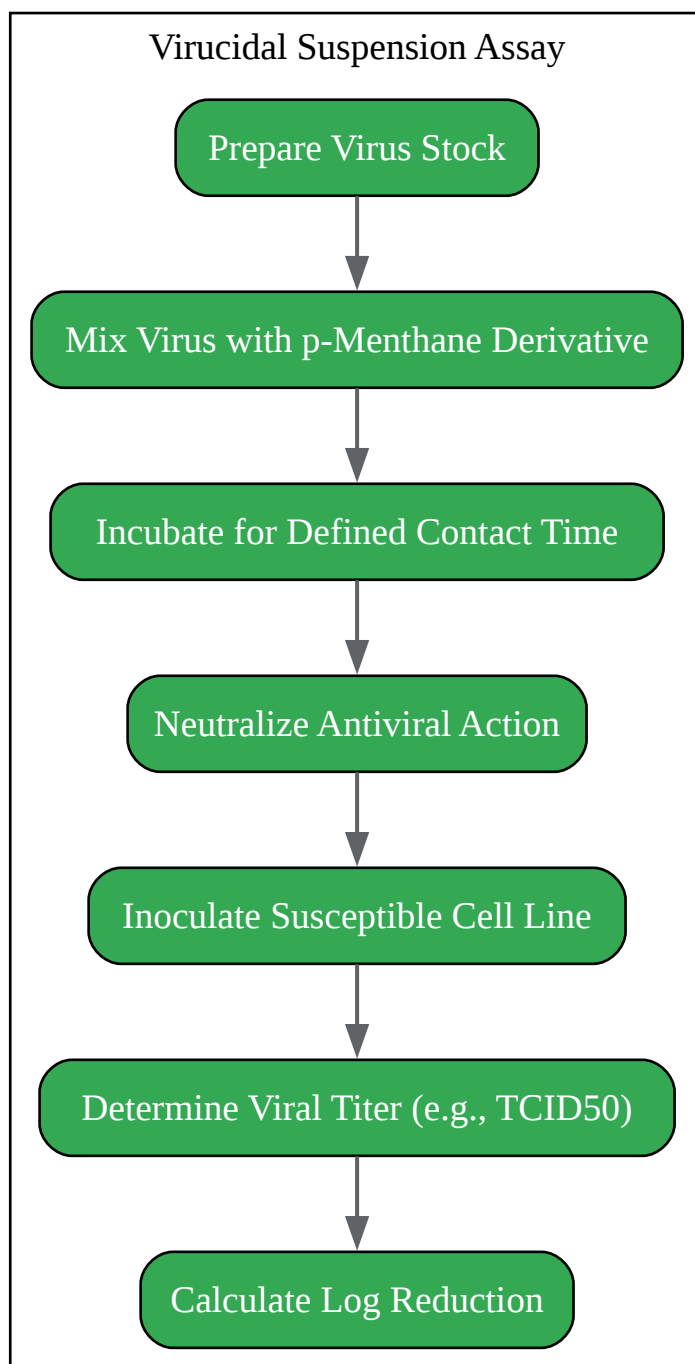 Virucidal Suspension Assay
Prepare Virus Stock
Mix Virus with p-Menthane Derivative
Incubate for Defined Contact Time
Neutralize Antiviral Action
Inoculate Susceptible Cell Line
Determine Viral Titer (e.g., TCID50)
Calculate Log Reduction